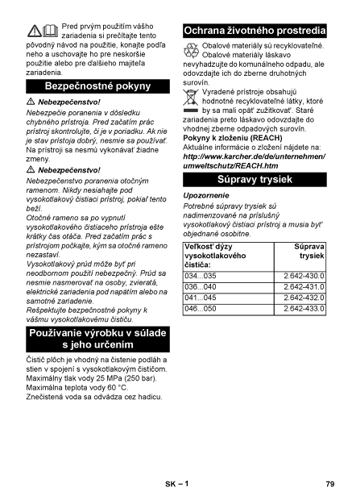 Pred prvým použitím vášho
zariadenia si prečítajte tento
pôvodný návod na použitie, konajte podľa
neho a uschovajte ho pre neskoršie
použitie alebo pre ďalšieho majiteľa
zariadenia.
Bezpečnostné pokyny
Nebezpečenstvo!
Nebezpečie poranenia v dôsledku
chybného prístroja. Pred začatím prác
prístroj skontrolujte, či je v poriadku. Ak nie
je stav prístroja dobrý, nesmie sa používať.
Na prístroji sa nesmú vykonávať žiadne
zmeny.
Nebezpečenstvo!
Nebezpečenstvo poranenia otočným
ramenom. Nikdy nesiahajte pod
vysokotlakový čistiaci prístroj, pokiaľ tento
beží.
Otočné rameno sa po vypnutí
vysokotlakového čistiaceho prístroja ešte
krátky čas otáča. Pred začatím prác s
prístrojom počkajte, kým sa otočné rameno
nezastaví.
Vysokotlakový prúd môže byť pri
neodbornom použití nebezpečný. Prúd sa
nesmie nasmerovať na osoby, zvieratá,
elektrické zariadenia pod napätím alebo na
samotné zariadenie.
Rešpektujte bezpečnostné pokyny k
vášmu vysokotlakovému čističu.
Používanie výrobku v súlade
s jeho určením
Čistič plôch je vhodný na čistenie podláh a
stien v spojení s vysokotlakovým čističom.
Maximálny tlak vody 25 MPa (250 bar).
Maximálna teplota vody 60 °C.
Znečistená voda sa odvádza cez hadicu.
Ochrana životného prostredia
Obalové materiály sú recyklovateľné.
Obalové materiály láskavo
nevyhadzujte do komunálneho odpadu, ale
odovzdajte ich do zberne druhotných
surovín.
Vyradené prístroje obsahujú
hodnotné recyklovateľné látky, ktoré
by sa mali opäť zužitkovať. Staré
zariadenia preto láskavo odovzdajte do
vhodnej zberne odpadových surovín.
Pokyny k zloženiu (REACH)
Aktuálne informácie o zložení nájdete na:
http://www.karcher.de/de/unternehmen/
umweltschutz/REACH.htm
Súpravy trysiek
Upozornenie
Potrebné súpravy trysiek sú
nadimenzované na príslušný
vysokotlakový čistiaci prístroj a musia byť
objednané osobitne.
Veľkosť dýzy Súprava
vysokotlakového trysiek
čističa:
034...035 2.642-430.0
036...040 2.642-431.0
041...045 2.642-432.0
046...050 2.642-433.0
SK – 1 79